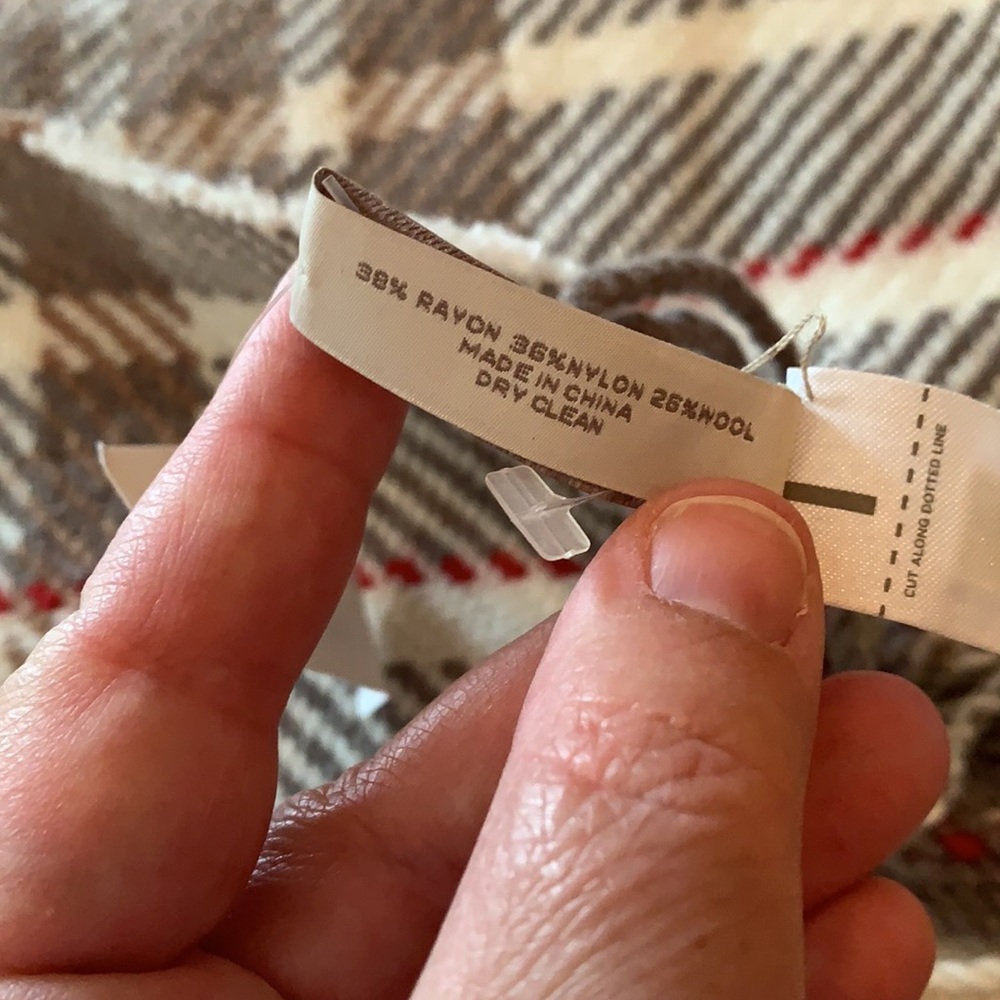 38% RAYON 36%NYLON 26%WOOL
MADE IN CHINA
DRY CLEAN
CUT ALONG DOTTED LINE